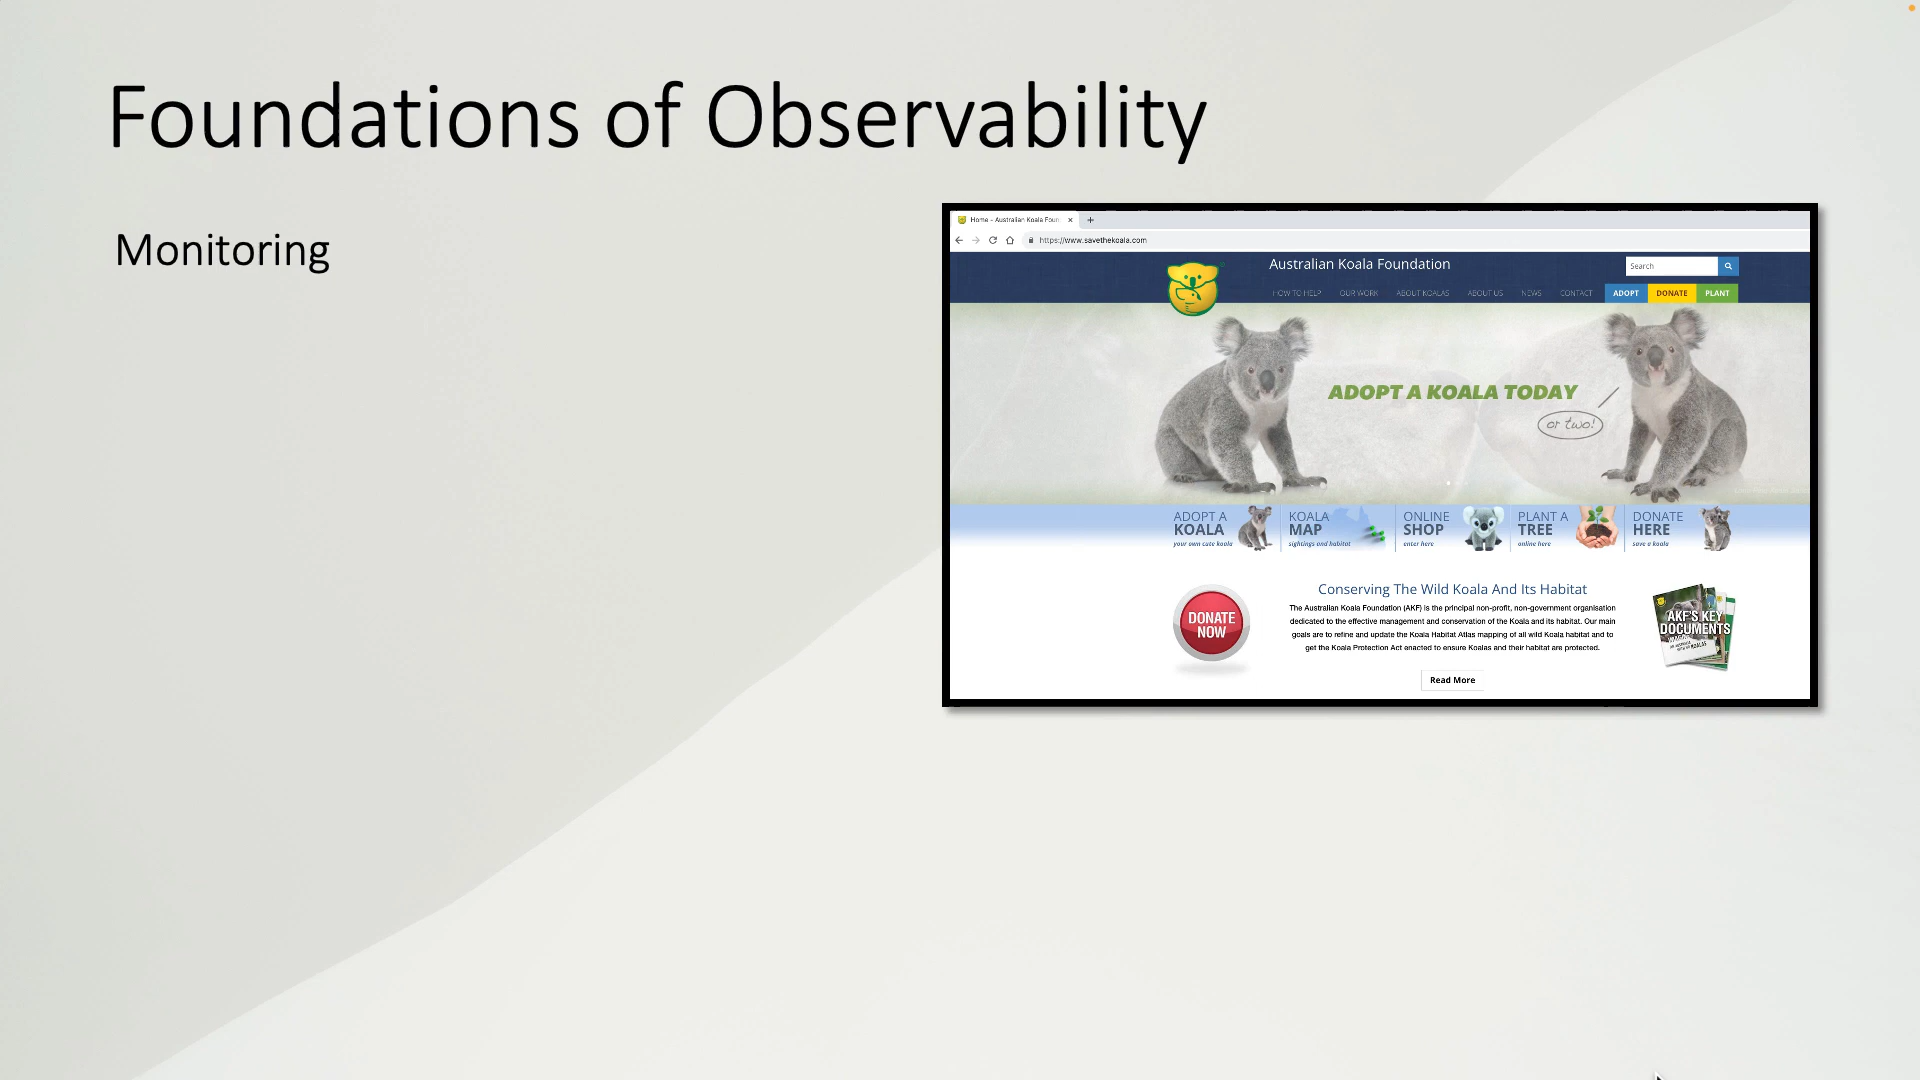 Foundations of Observability
Monitoring
Home - Australian Koala Foun
https://www.savethekoala.com
Australian Koala Foundation
Search
HOW TO HELP OUR WORK ABOUT KOALAS ABOUT US NEWS CONTACT ADOPT DONATE PLANT
ADOPT A KOALA TODAY
or two!
ADOPT A
KOALA
your own cute koala
KOALA
MAP
sightings and habitat
ONLINE
SHOP
enter here
PLANT A
TREE
online here
DONATE
HERE
save a koala
DONATE
NOW
Conserving The Wild Koala And Its Habitat
The Australian Koala Foundation (AKF) is the principal non-profit, non-government organisation
dedicated to the effective management and conservation of the Koala and its habitat. Our main
goals are to refine and update the Koala Habitat Atlas mapping of all wild Koala habitat and to
get the Koala Protection Act enacted to ensure Koalas and their habitat are protected.
Read More
AKF'S KEY
DOCUMENTS